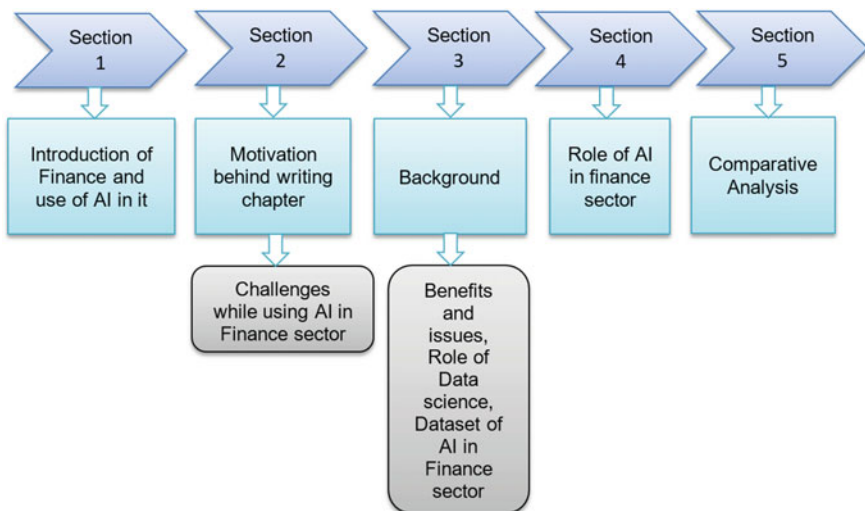 Section
1
Section
2
Section
3
Section
4
Section
5
Introduction of
Finance and
use of AI in it
Motivation
behind writing
chapter
Background
Role of AI
in finance
sector
Comparative
Analysis
Challenges
while using AI in
Finance sector
Benefits
and
issues,
Role of
Data
science,
Dataset of
AI in
Finance
sector